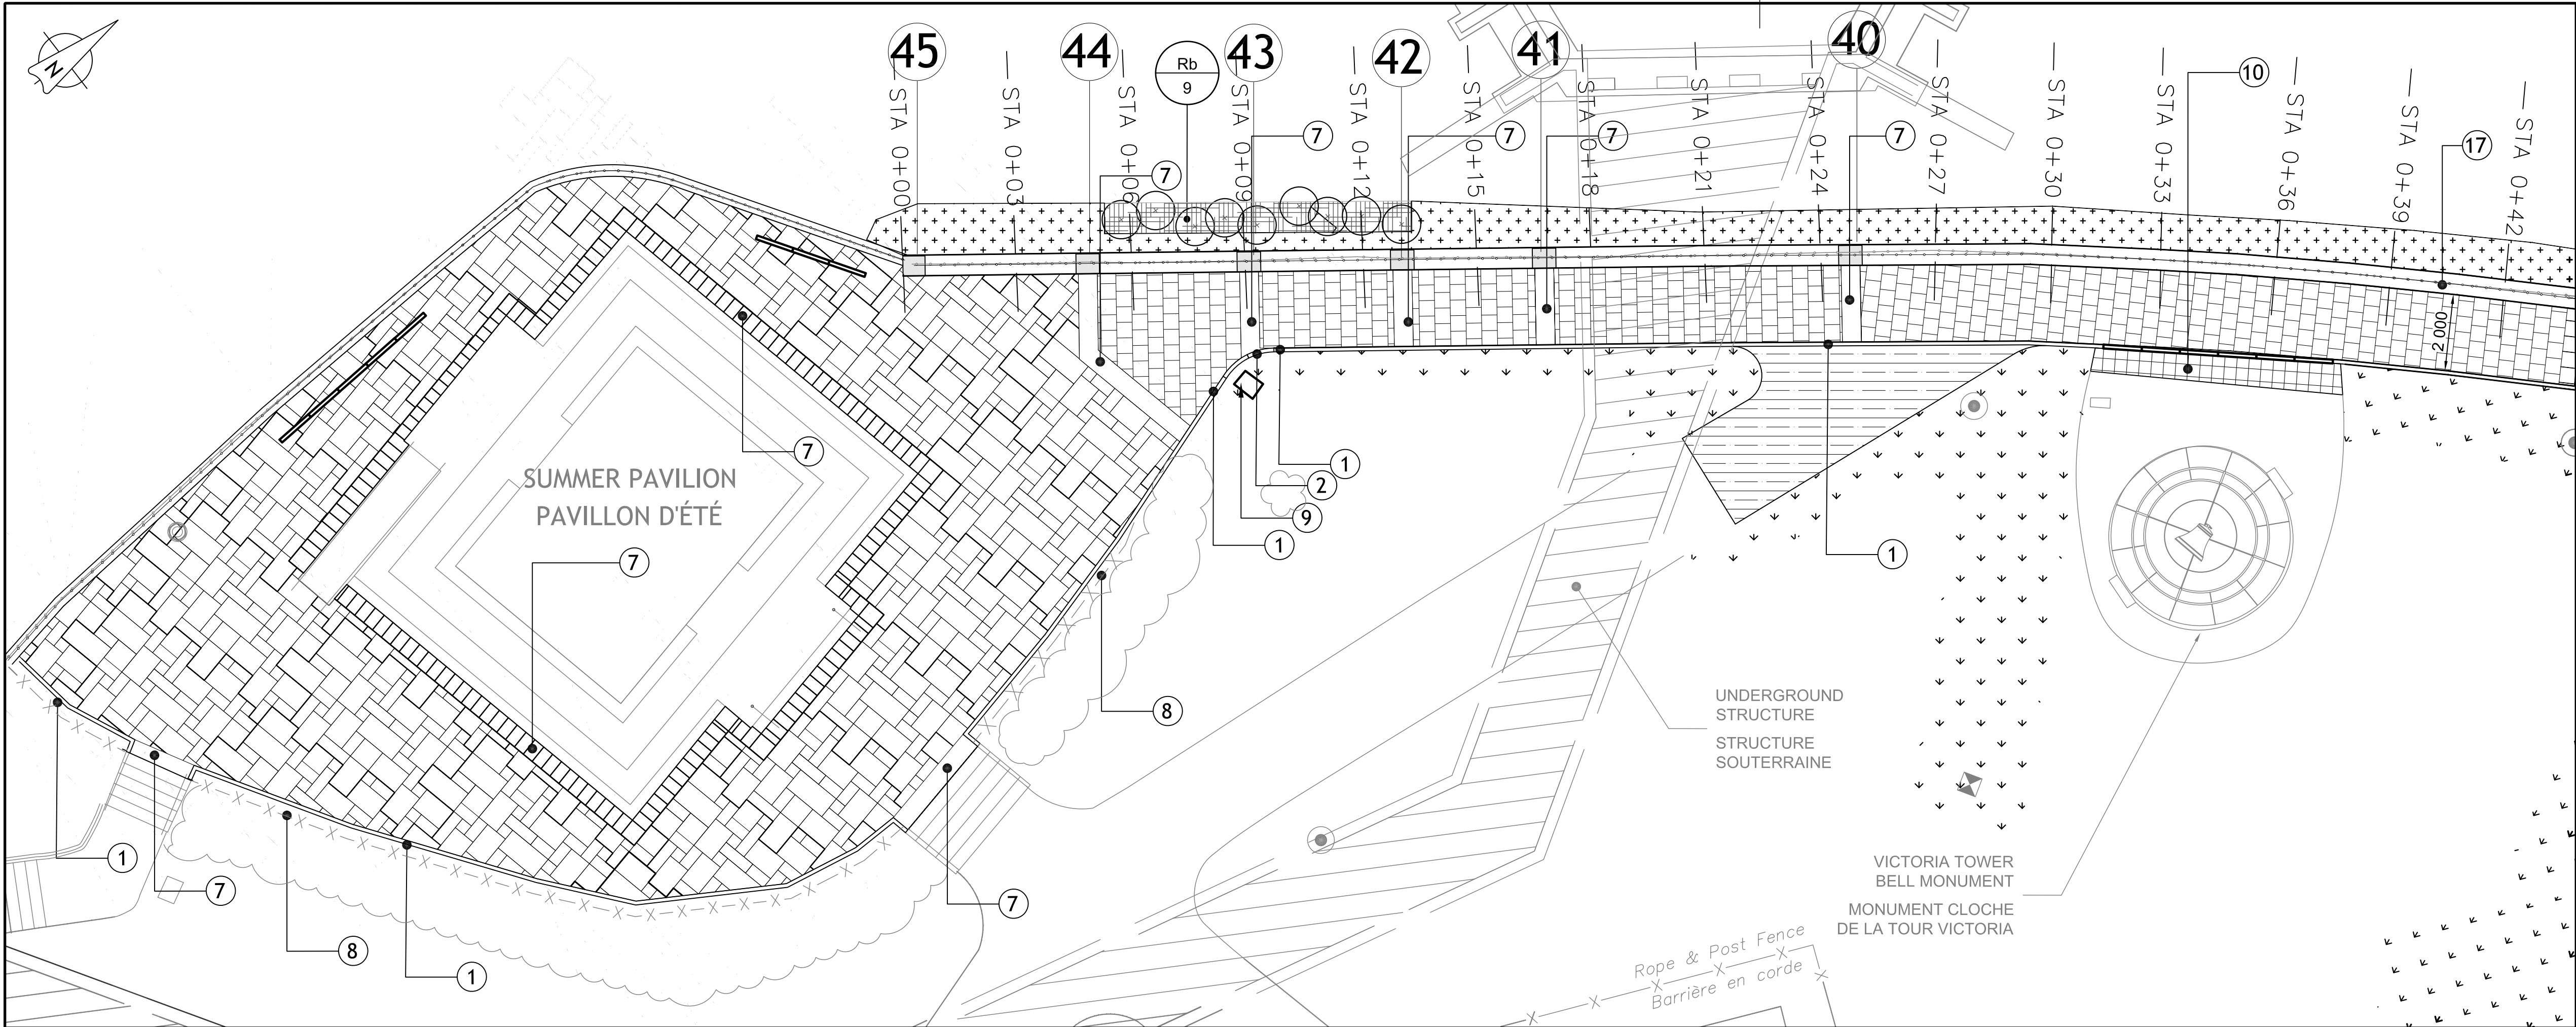 N
45
44
Rb
9
43
42
41
40
STA 0+00
STA 0+03
STA 0+06
STA 0+09
STA 0+12
STA 0+15
STA 0+18
STA 0+21
STA 0+24
STA 0+27
STA 0+30
STA 0+33
STA 0+36
STA 0+39
STA 0+42
10
17
7
7
7
7
7
2 000
7
SUMMER PAVILION
PAVILLON D'ÉTÉ
7
1
2
9
1
1
8
UNDERGROUND
STRUCTURE
STRUCTURE
SOUTERRAINE
VICTORIA TOWER
BELL MONUMENT
MONUMENT CLOCHE
DE LA TOUR VICTORIA
1
7
7
8
1
Rope & Post Fence
Barrière en corde